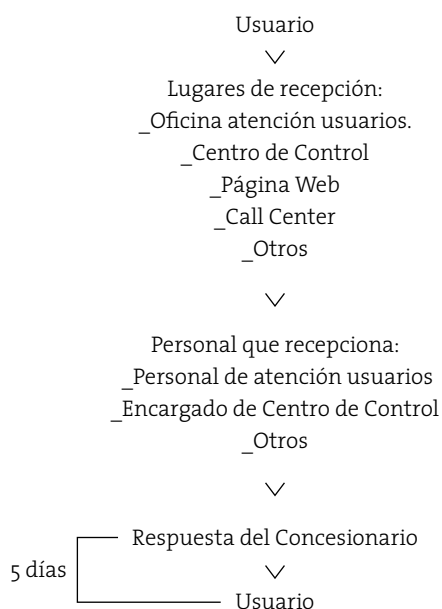 Usuario
Lugares de recepción:
_Oficina atención usuarios.
_Centro de Control
_Página Web
_Call Center
_Otros
Personal que recepciona:
_Personal de atención usuarios
_Encargado de Centro de Control
_Otros
Respuesta del Concesionario
5 días
Usuario